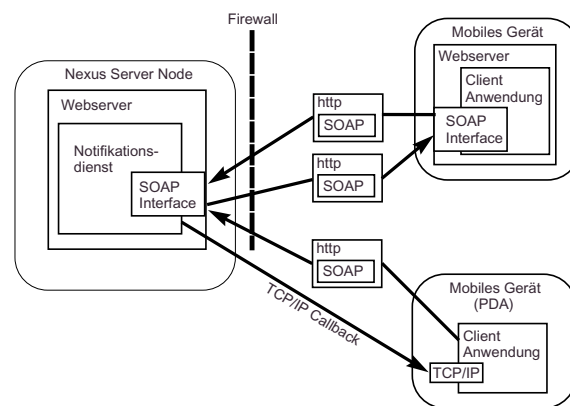 Firewall
Nexus Server Node
Webserver
Notifikations-
dienst
SOAP
Interface
http
SOAP
http
SOAP
http
SOAP
TCP/IP Callback
Mobiles Gerät
Webserver
Client
Anwendung
SOAP
Interface
Mobiles Gerät
(PDA)
Client
Anwendung
TCP/IP